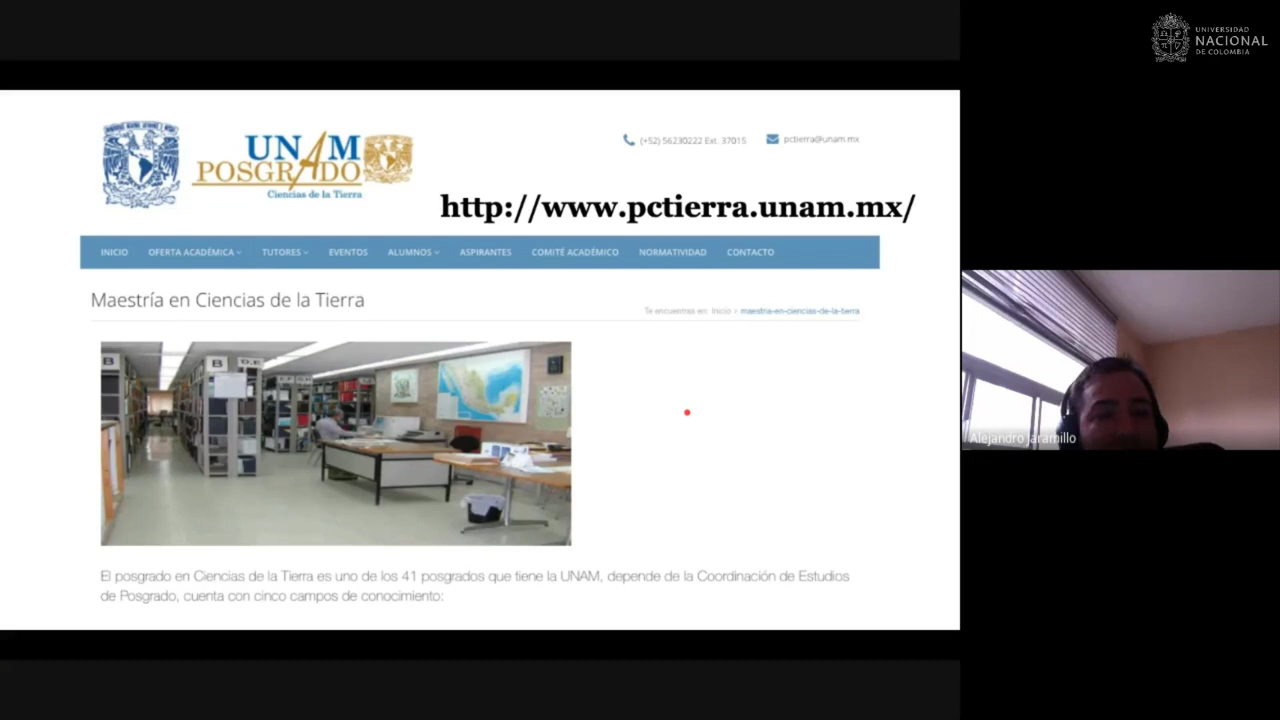 UNIVERSIDAD
NACIONAL
DE COLOMBIA
UNAM
POSGRADO
Ciencias de la Tierra
(+52) 56230222 Ext. 37015
pctierra@unam.mx
http://www.pctierra.unam.mx/
INICIO OFERTA ACADÉMICA TUTORES EVENTOS ALUMNOS ASPIRANTES COMITÉ ACADÉMICO NORMATIVIDAD CONTACTO
Maestría en Ciencias de la Tierra
Te encuentras en: Inicio › maestria-en-ciencias-de-la-tierra
B
B
D,E
El posgrado en Ciencias de la Tierra es uno de los 41 posgrados que tiene la UNAM, depende de la Coordinación de Estudios
de Posgrado, cuenta con cinco campos de conocimiento:
Alejandro Jaramillo